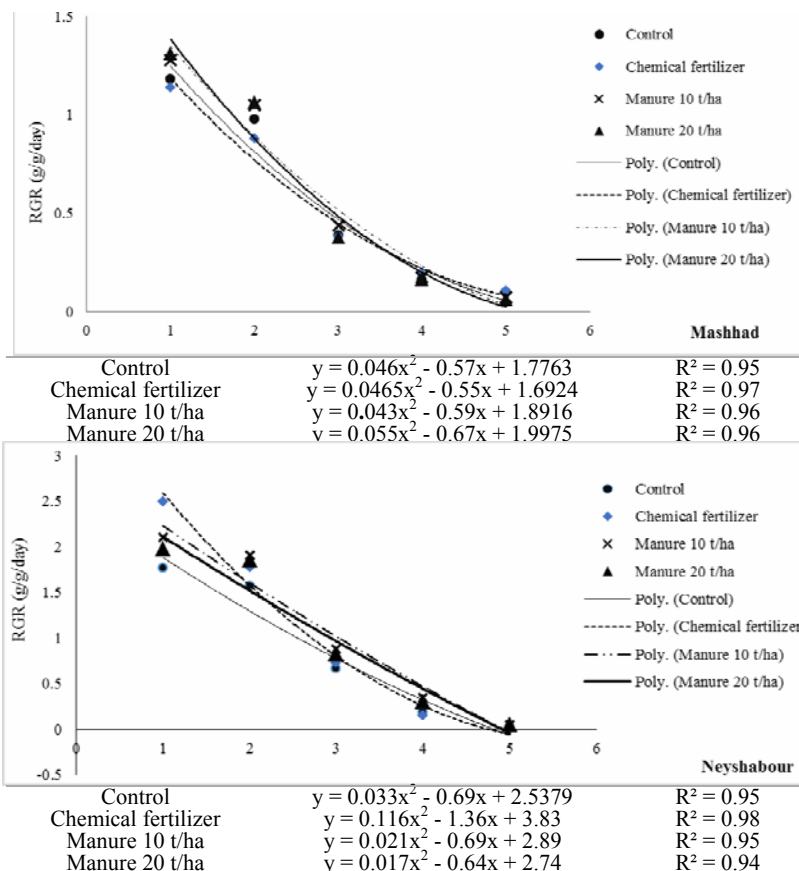 1.5
1
0.5
0
0
1
2
3
4
5
6
RGR (g/g/day)
Control
Chemical fertilizer
Manure 10 t/ha
Manure 20 t/ha
Poly. (Control)
Poly. (Chemical fertilizer)
Poly. (Manure 10 t/ha)
Poly. (Manure 20 t/ha)
Mashhad
Control y = 0.046x² - 0.57x + 1.7763 R² = 0.95
Chemical fertilizer y = 0.0465x² - 0.55x + 1.6924 R² = 0.97
Manure 10 t/ha y = 0.043x² - 0.59x + 1.8916 R² = 0.96
Manure 20 t/ha y = 0.055x² - 0.67x + 1.9975 R² = 0.96
3
2.5
2
1.5
1
0.5
0
-0.5
0
1
2
3
4
5
6
RGR (g/g/day)
Control
Chemical fertilizer
Manure 10 t/ha
Manure 20 t/ha
Poly. (Control)
Poly. (Chemical fertilizer
Poly. (Manure 10 t/ha)
Poly. (Manure 20 t/ha)
Neyshabour
Control y = 0.033x² - 0.69x + 2.5379 R² = 0.95
Chemical fertilizer y = 0.116x² - 1.36x + 3.83 R² = 0.98
Manure 10 t/ha y = 0.021x² - 0.69x + 2.89 R² = 0.95
Manure 20 t/ha y = 0.017x² - 0.64x + 2.74 R² = 0.94